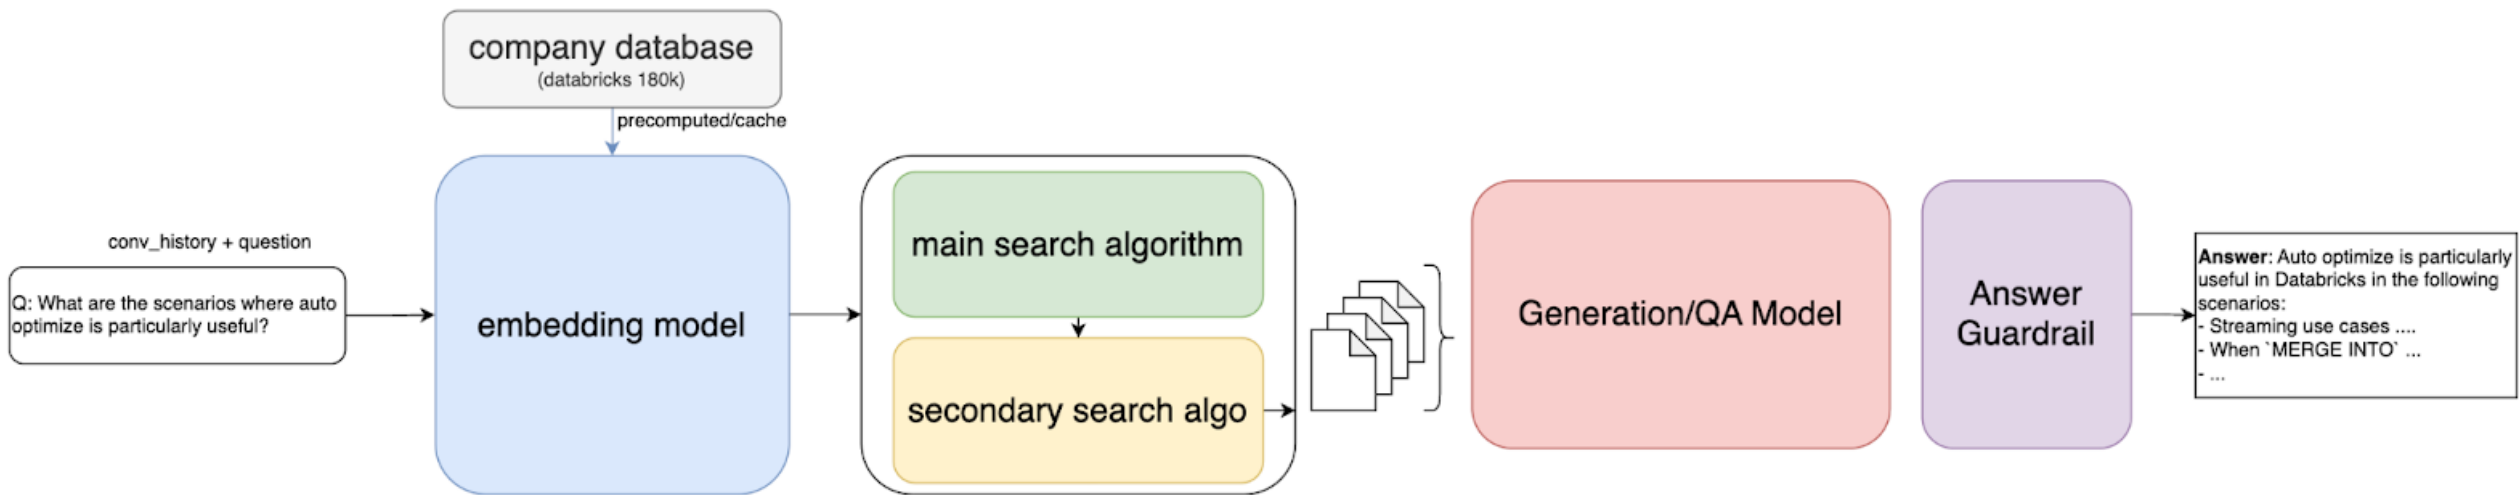 company database
(databricks 180k)
precomputed/cache
conv_history + question
Q: What are the scenarios where auto
optimize is particularly useful?
embedding model
main search algorithm
secondary search algo
Generation/QA Model
Answer
Guardrail
Answer: Auto optimize is particularly
useful in Databricks in the following
scenarios:
- Streaming use cases ....
- When `MERGE INTO` ...
- ...